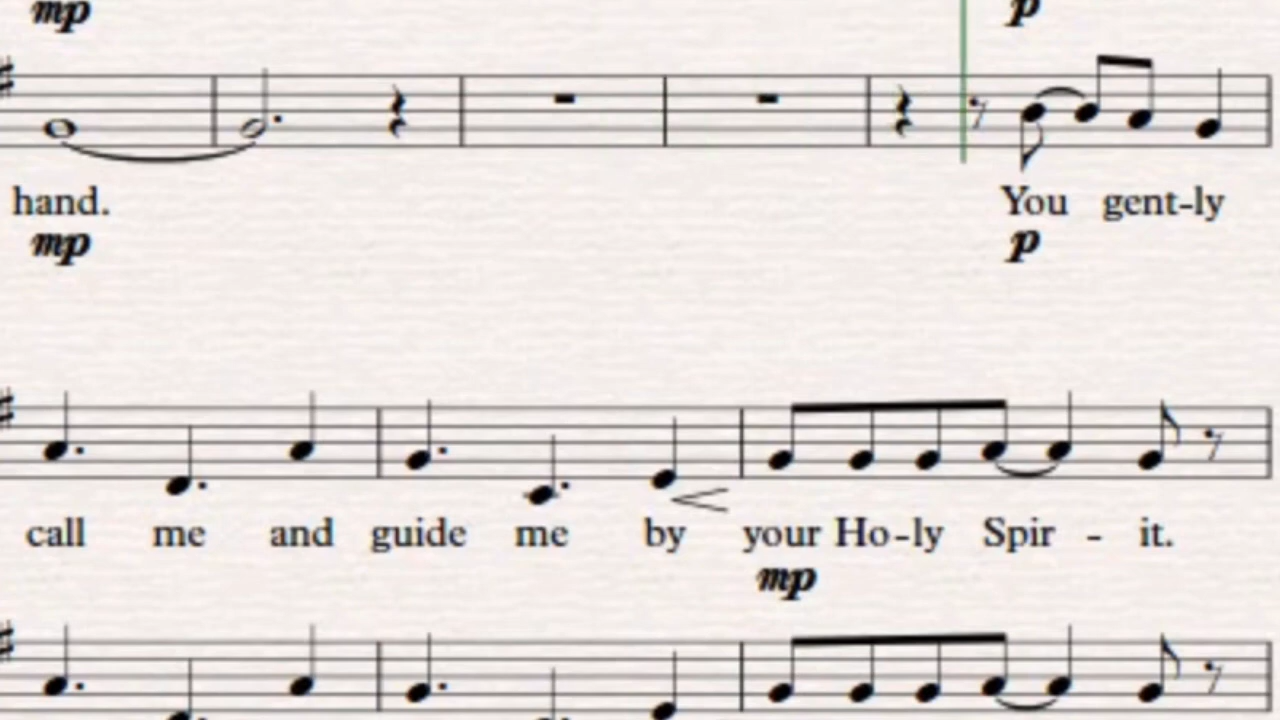 mp p
hand. You gent-ly
mp p
call me and guide me by your Ho-ly Spir - it.
mp